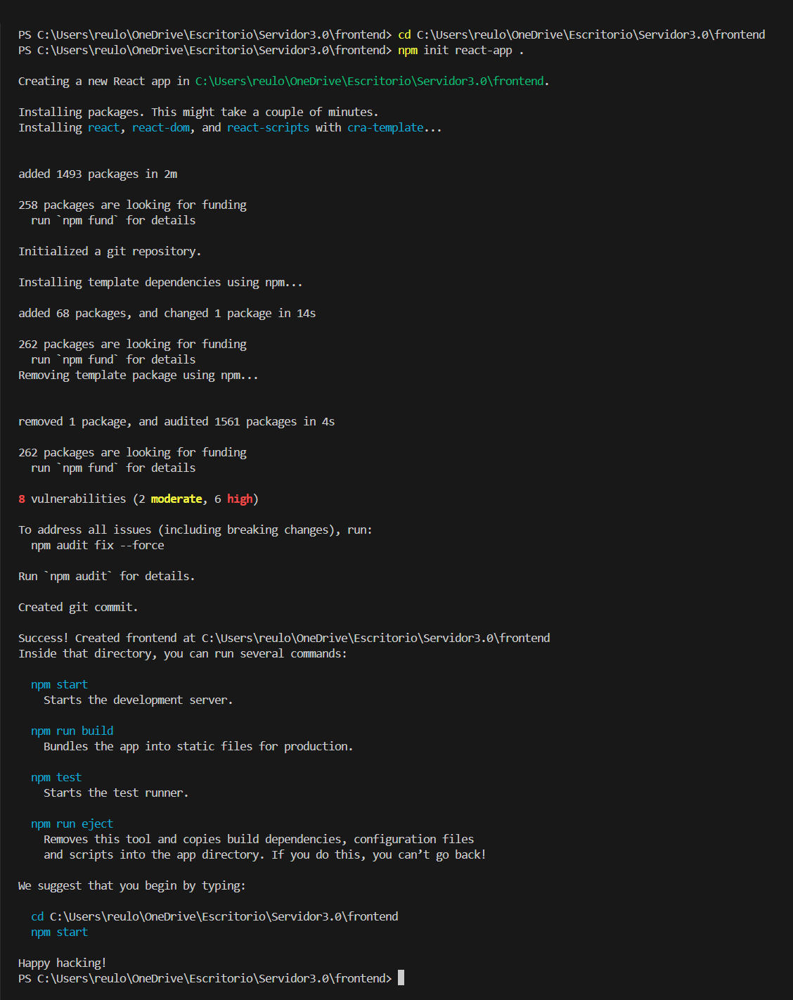 PS C:\Users\reulo\OneDrive\Escritorio\Servidor3.0\frontend> cd C:\Users\reulo\OneDrive\Escritorio\Servidor3.0\frontend
PS C:\Users\reulo\OneDrive\Escritorio\Servidor3.0\frontend> npm init react-app .
Creating a new React app in C:\Users\reulo\OneDrive\Escritorio\Servidor3.0\frontend.
Installing packages. This might take a couple of minutes.
Installing react, react-dom, and react-scripts with cra-template...
added 1493 packages in 2m
258 packages are looking for funding
run `npm fund` for details
Initialized a git repository.
Installing template dependencies using npm...
added 68 packages, and changed 1 package in 14s
262 packages are looking for funding
run `npm fund` for details
Removing template package using npm...
removed 1 package, and audited 1561 packages in 4s
262 packages are looking for funding
run `npm fund` for details
8 vulnerabilities (2 moderate, 6 high)
To address all issues (including breaking changes), run:
npm audit fix --force
Run `npm audit` for details.
Created git commit.
Success! Created frontend at C:\Users\reulo\OneDrive\Escritorio\Servidor3.0\frontend
Inside that directory, you can run several commands:
npm start
Starts the development server.
npm run build
Bundles the app into static files for production.
npm test
Starts the test runner.
npm run eject
Removes this tool and copies build dependencies, configuration files
and scripts into the app directory. If you do this, you can’t go back!
We suggest that you begin by typing:
cd C:\Users\reulo\OneDrive\Escritorio\Servidor3.0\frontend
npm start
Happy hacking!
PS C:\Users\reulo\OneDrive\Escritorio\Servidor3.0\frontend>